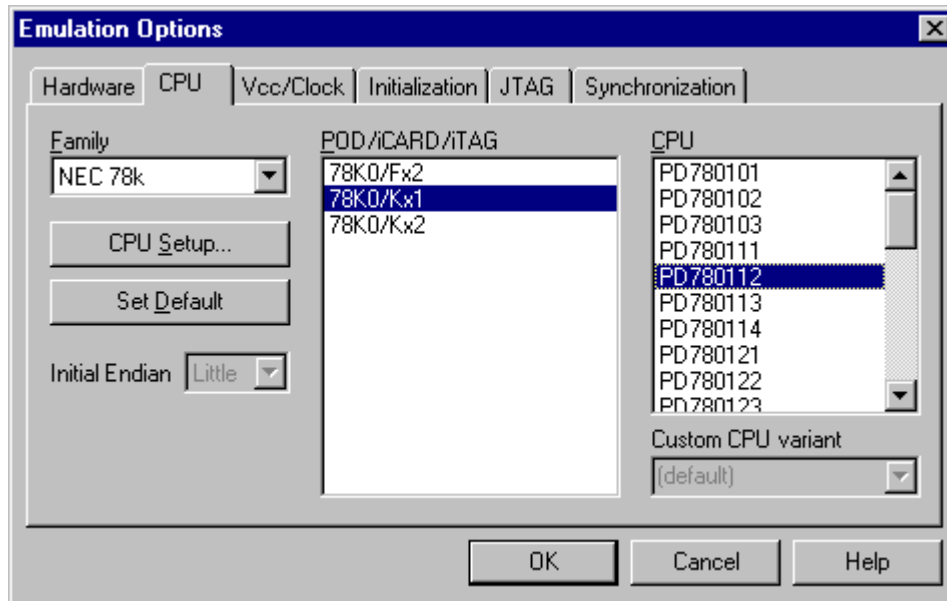 Emulation Options
Hardware
CPU
Vcc/Clock
Initialization
JTAG
Synchronization
Family
NEC 78k
CPU Setup...
Set Default
Initial Endian Little
POD/iCARD/iTAG
78K0/Fx2
78K0/Kx1
78K0/Kx2
CPU
PD780101
PD780102
PD780103
PD780111
PD780112
PD780113
PD780114
PD780121
PD780122
PD780123
Custom CPU variant
(default)
OK
Cancel
Help